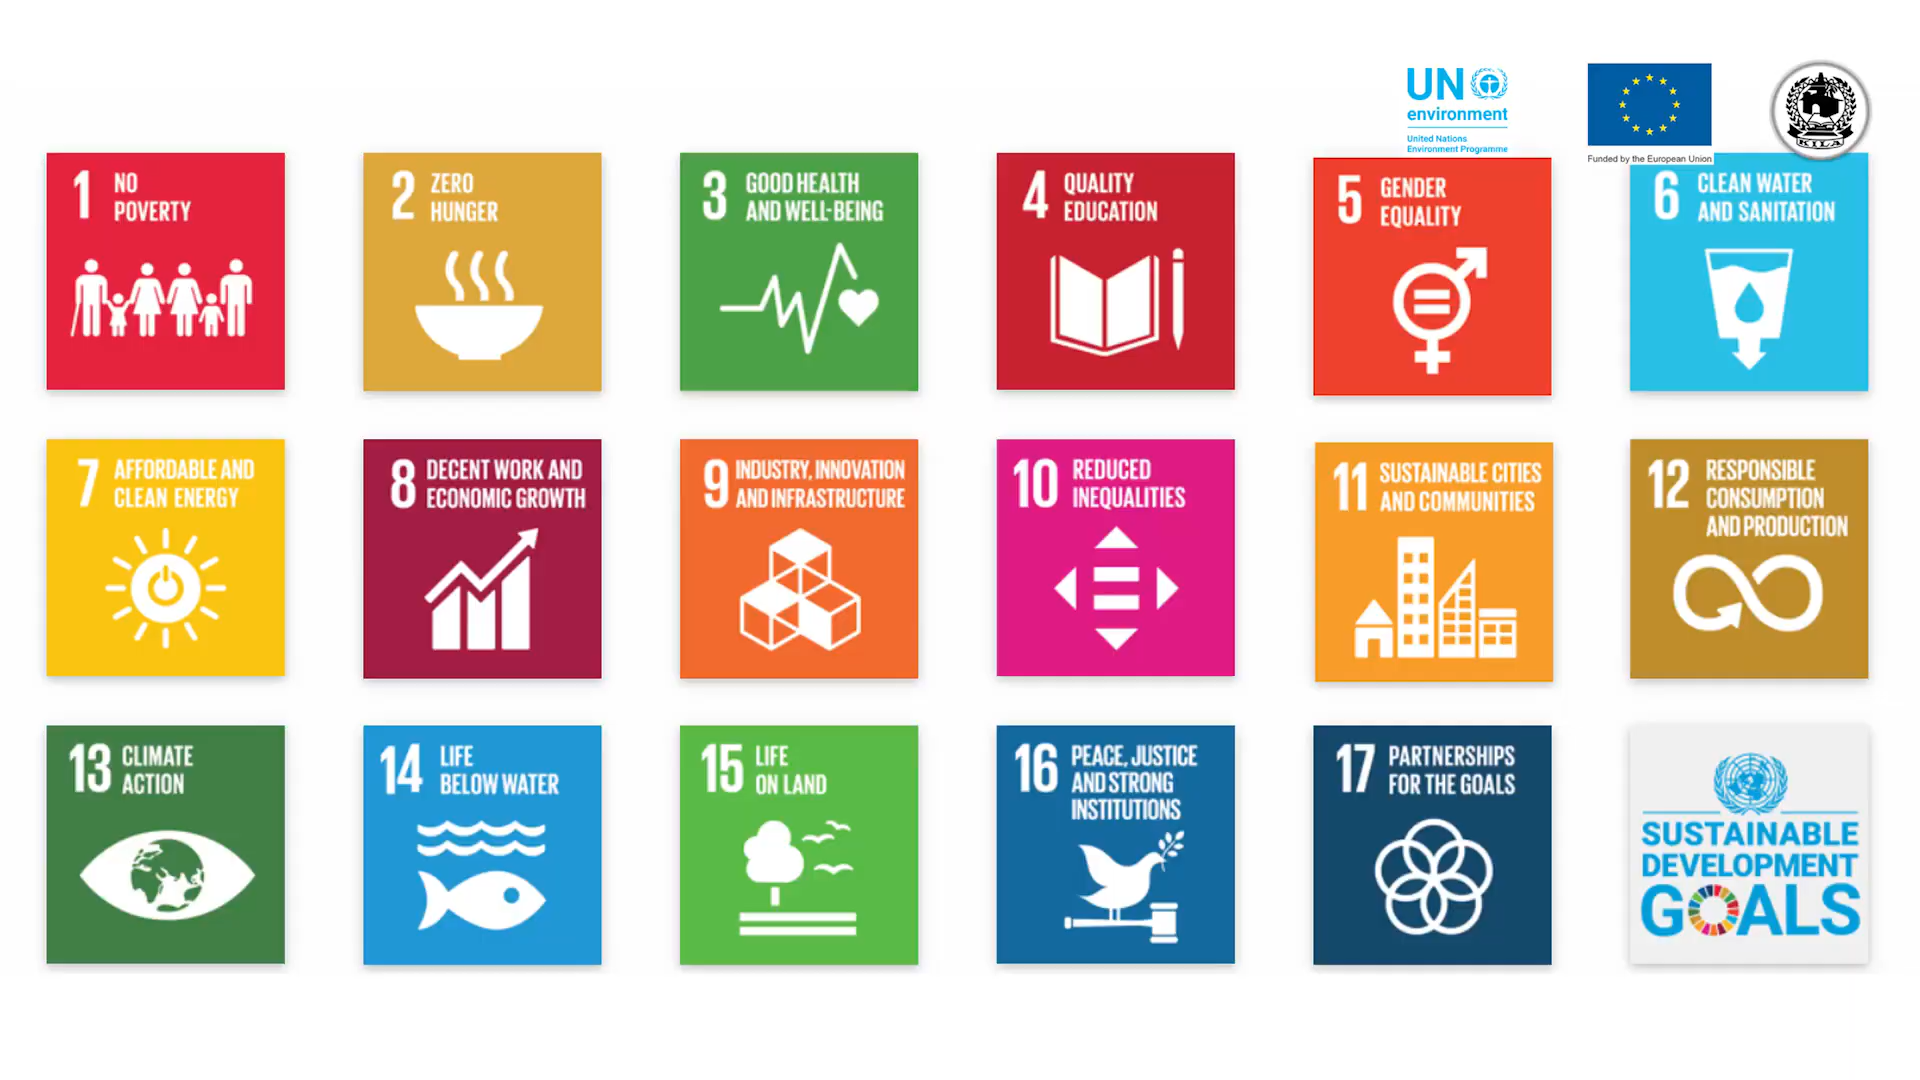 UN
environment
United Nations
Environment Programme
Funded by the European Union
KILA
1 NO
POVERTY
2 ZERO
HUNGER
3 GOOD HEALTH
AND WELL-BEING
4 QUALITY
EDUCATION
5 GENDER
EQUALITY
6 CLEAN WATER
AND SANITATION
7 AFFORDABLE AND
CLEAN ENERGY
8 DECENT WORK AND
ECONOMIC GROWTH
9 INDUSTRY, INNOVATION
AND INFRASTRUCTURE
10 REDUCED
INEQUALITIES
11 SUSTAINABLE CITIES
AND COMMUNITIES
12 RESPONSIBLE
CONSUMPTION
AND PRODUCTION
13 CLIMATE
ACTION
14 LIFE
BELOW WATER
15 LIFE
ON LAND
16 PEACE, JUSTICE
AND STRONG
INSTITUTIONS
17 PARTNERSHIPS
FOR THE GOALS
SUSTAINABLE
DEVELOPMENT
GOALS